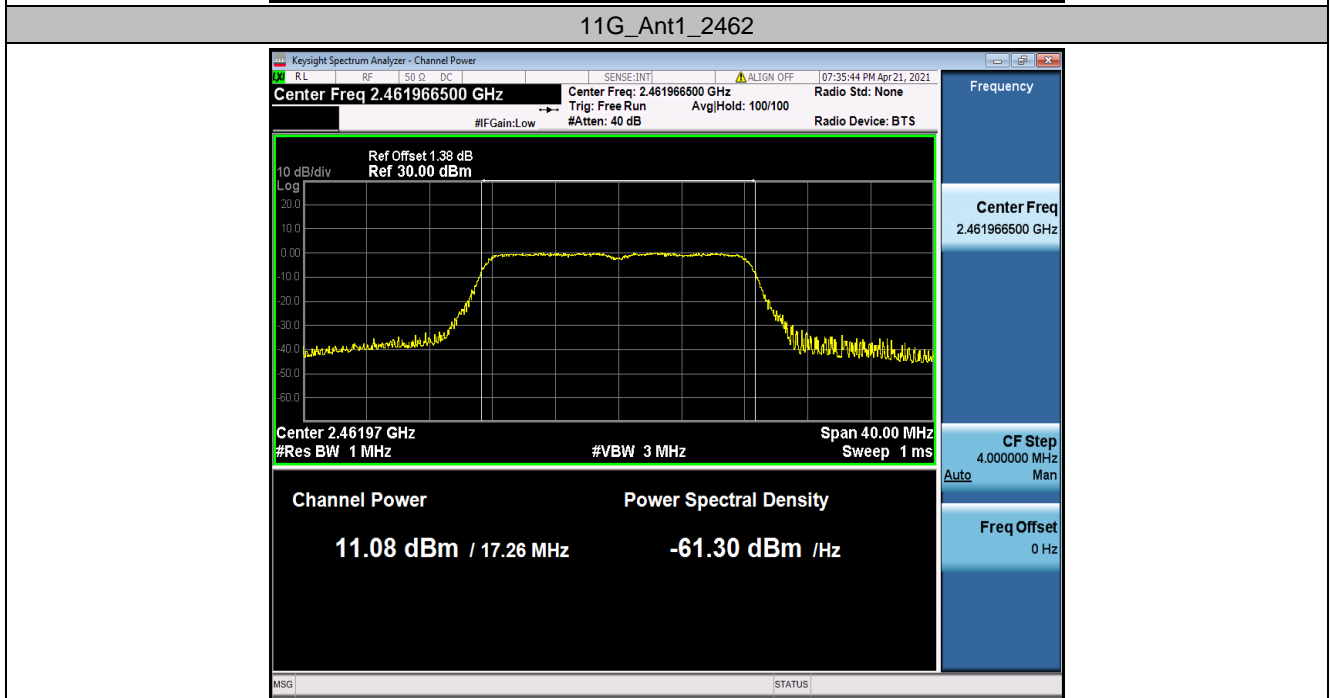 11G_Ant1_2462
Keysight Spectrum Analyzer - Channel Power
LXI RL RF 50 Ω DC SENSE:INT ALIGN OFF 07:35:44 PM Apr 21, 2021
Center Freq 2.461966500 GHz
#IFGain:Low
Center Freq: 2.461966500 GHz
Trig: Free Run Avg|Hold: 100/100
#Atten: 40 dB
Radio Std: None
Radio Device: BTS
Frequency
Ref Offset 1.38 dB
10 dB/div Ref 30.00 dBm
Log
20.0
10.0
0.00
-10.0
-20.0
-30.0
-40.0
-50.0
-60.0
Center 2.46197 GHz Span 40.00 MHz
#Res BW 1 MHz #VBW 3 MHz Sweep 1 ms
Channel Power Power Spectral Density
11.08 dBm / 17.26 MHz -61.30 dBm /Hz
Center Freq
2.461966500 GHz
CF Step
4.000000 MHz
Auto Man
Freq Offset
0 Hz
MSG STATUS